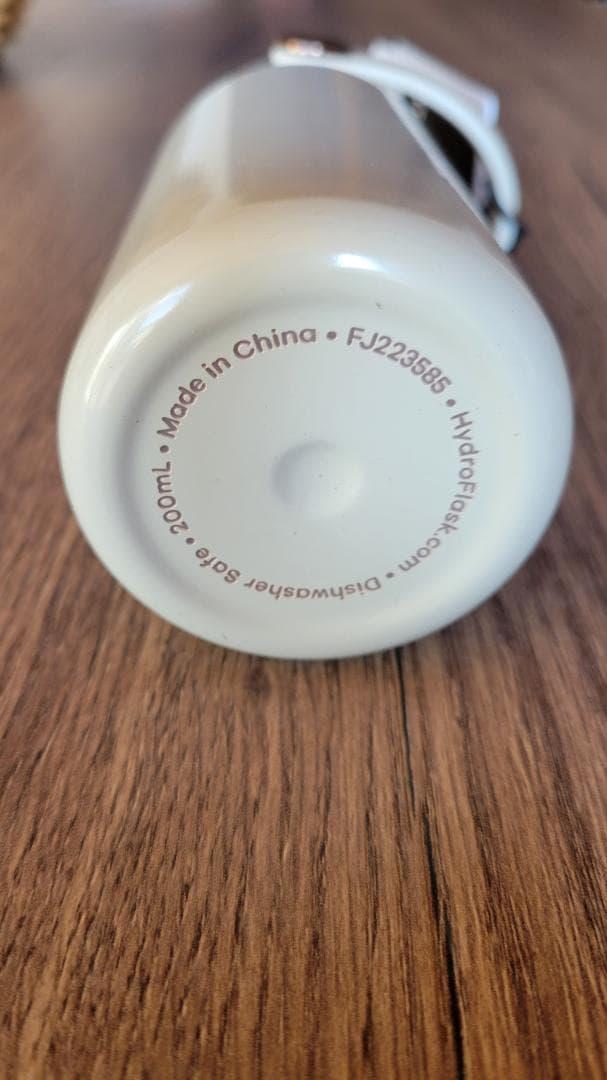 Made in China • FJ223585 • HydroFlask.com • Dishwasher Safe • 200mL •